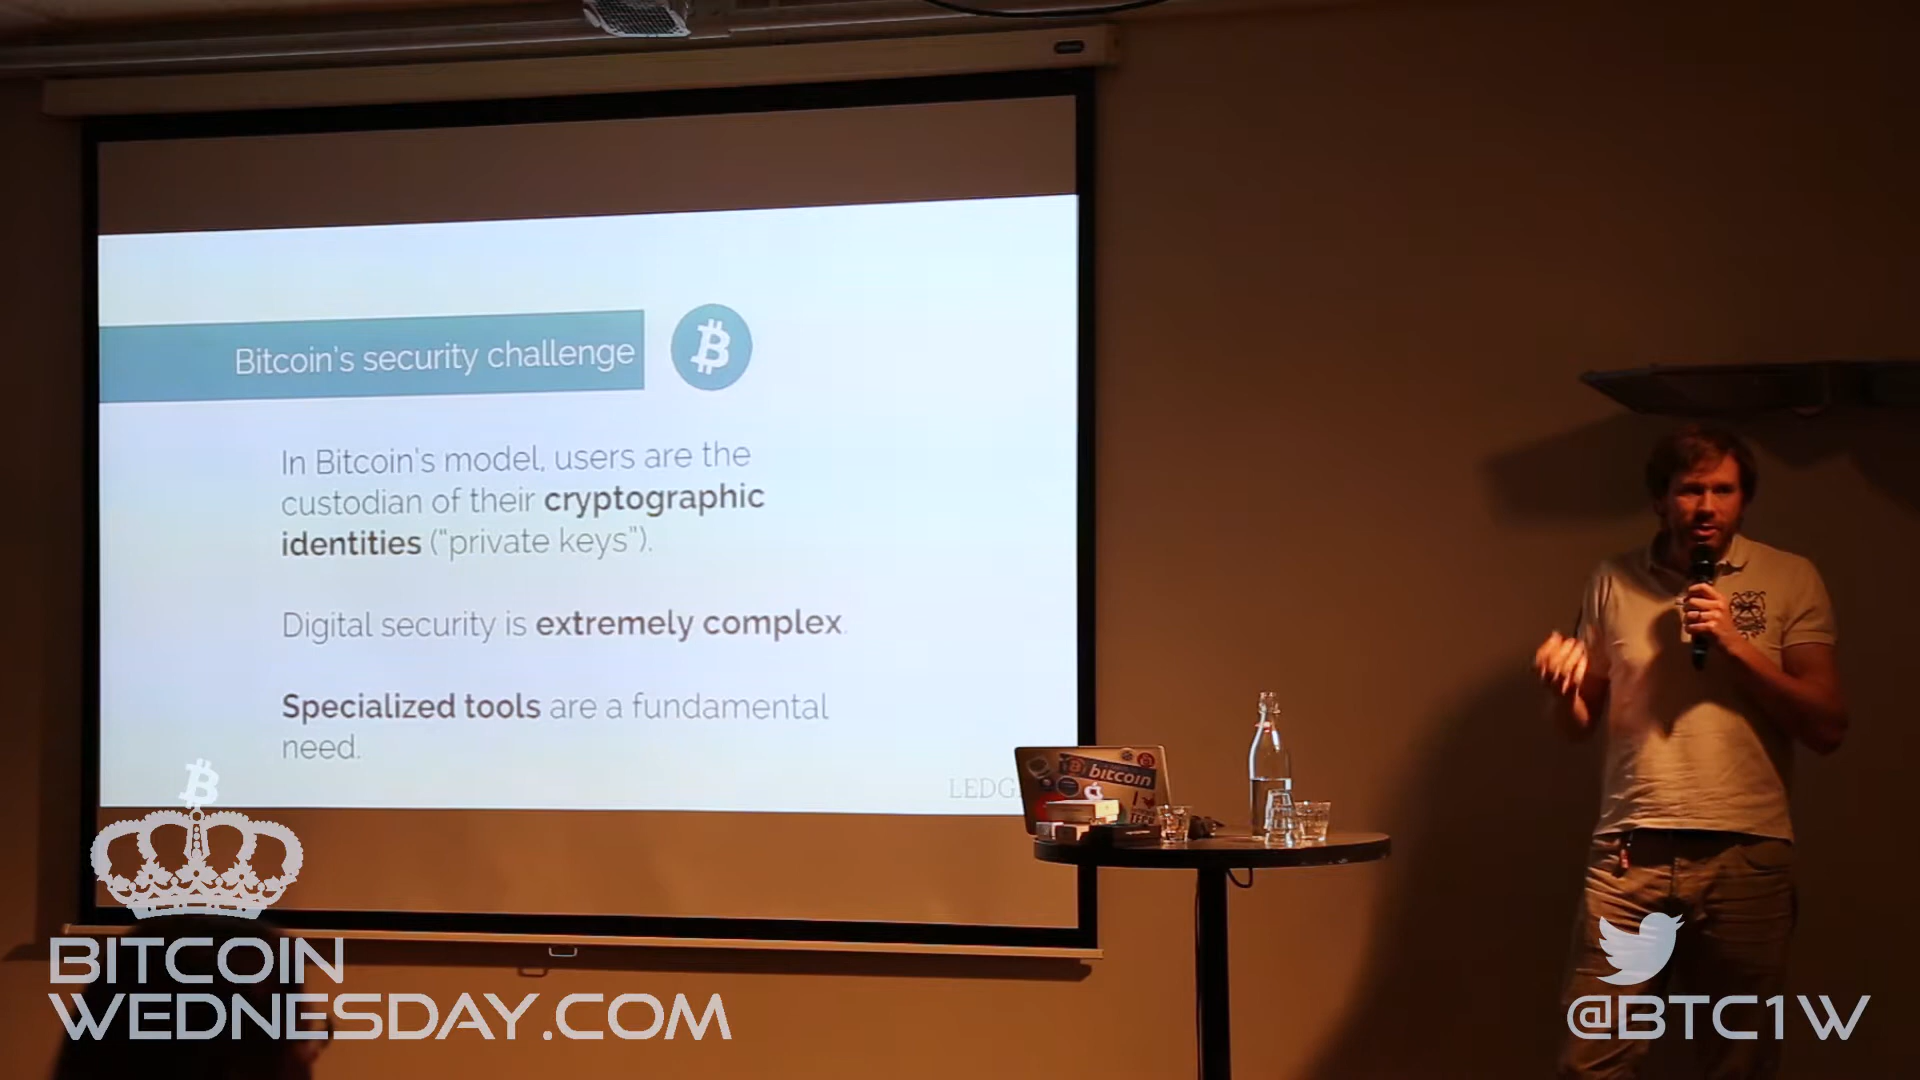 Bitcoin's security challenge
In Bitcoin's model, users are the
custodian of their cryptographic
identities (“private keys”).
Digital security is extremely complex.
Specialized tools are a fundamental
need.
LEDG
bitcoin
BITCOIN
WEDNESDAY.COM
@BTC1W